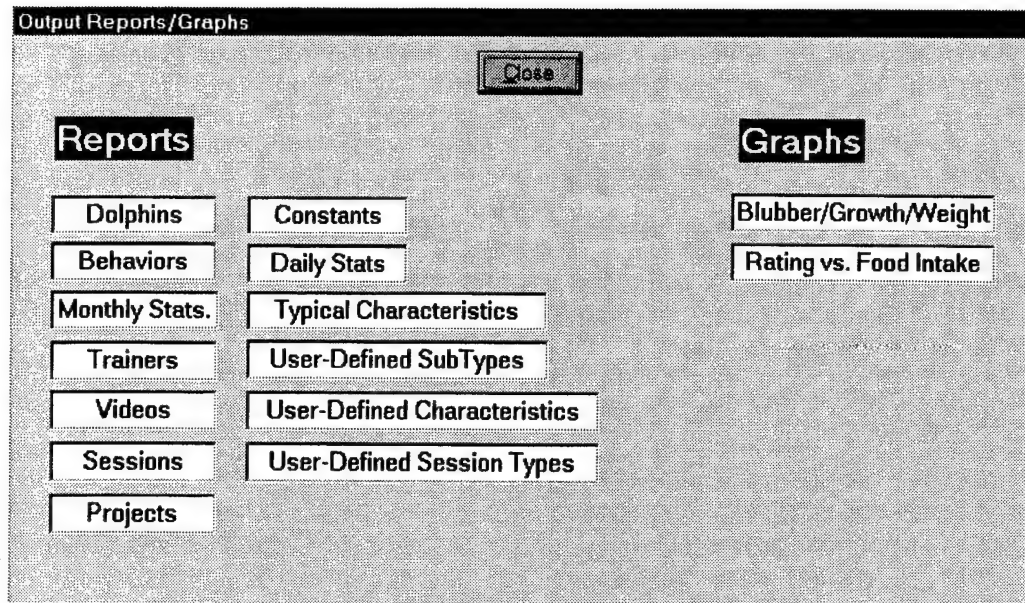 Output Reports/Graphs
Close
Reports
Graphs
Dolphins
Constants
Blubber/Growth/Weight
Behaviors
Daily Stats
Rating vs. Food Intake
Monthly Stats.
Typical Characteristics
Trainers
User-Defined SubTypes
Videos
User-Defined Characteristics
Sessions
User-Defined Session Types
Projects